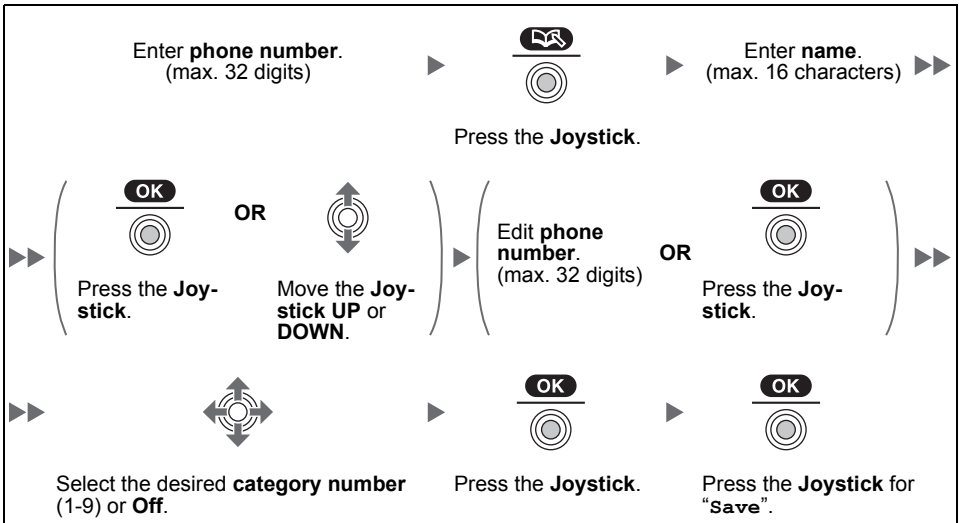 Enter phone number.
(max. 32 digits)
Press the Joystick.
Enter name.
(max. 16 characters)
OK
Press the Joy-
stick.
OR
Move the Joy-
stick UP or
DOWN.
Edit phone
number.
(max. 32 digits)
OR
OK
Press the Joy-
stick.
Select the desired category number
(1-9) or Off.
OK
Press the Joystick.
OK
Press the Joystick for
“Save”.